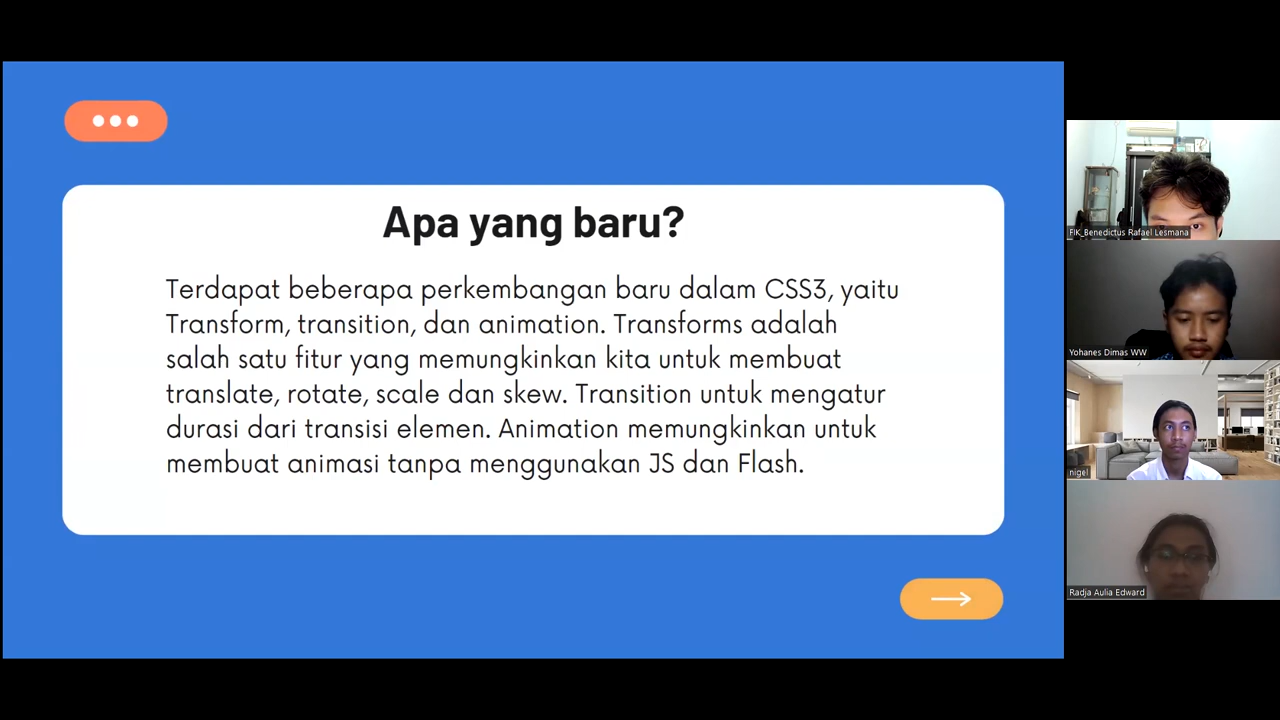 Apa yang baru?
Terdapat beberapa perkembangan baru dalam CSS3, yaitu
Transform, transition, dan animation. Transforms adalah
salah satu fitur yang memungkinkan kita untuk membuat
translate, rotate, scale dan skew. Transition untuk mengatur
durasi dari transisi elemen. Animation memungkinkan untuk
membuat animasi tanpa menggunakan JS dan Flash.
FIK_Benedictus Rafael Lesmana
Yohanes Dimas WW
nigel
Radja Aulia Edward